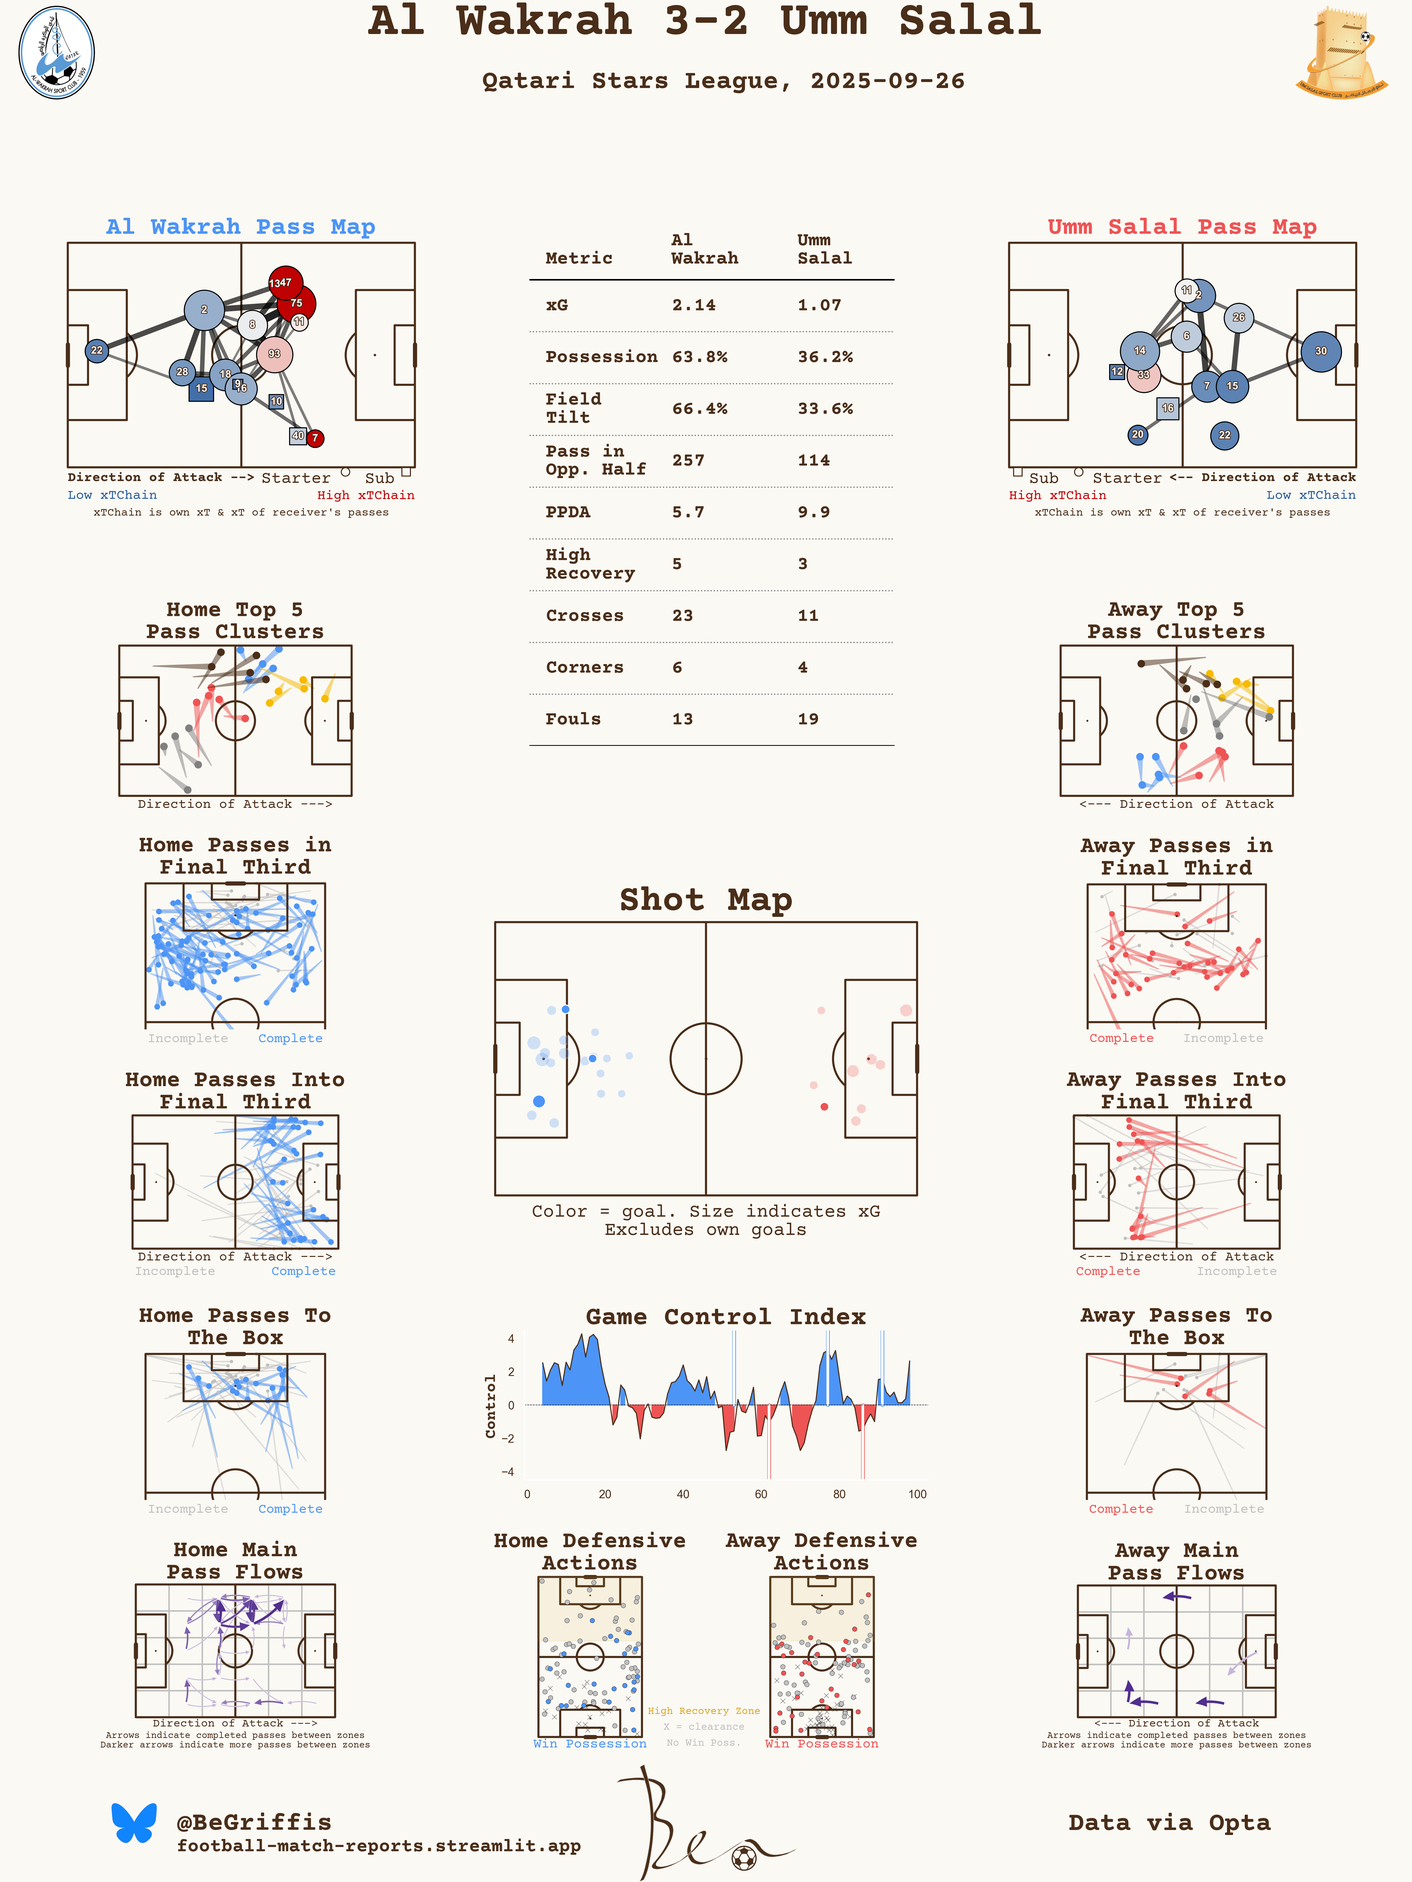 Al Wakrah 3-2 Umm Salal
Qatari Stars League, 2025-09-26
Al Wakrah Pass Map
22
2
28
15
18
9
16
8
13
47
75
11
93
10
40
7
Direction of Attack --> Starter Sub
Low xTChain High xTChain
xTChain is own xT & xT of receiver's passes
Metric Al Wakrah Umm Salal
xG 2.14 1.07
Possession 63.8% 36.2%
Field Tilt 66.4% 33.6%
Pass in Opp. Half 257 114
PPDA 5.7 9.9
High Recovery 5 3
Crosses 23 11
Corners 6 4
Fouls 13 19
Umm Salal Pass Map
11
2
26
6
14
30
12
33
7
15
16
20
22
Sub Starter <-- Direction of Attack
High xTChain Low xTChain
xTChain is own xT & xT of receiver's passes
Home Top 5
Pass Clusters
Direction of Attack --->
Away Top 5
Pass Clusters
<--- Direction of Attack
Home Passes in
Final Third
Incomplete Complete
Away Passes in
Final Third
Complete Incomplete
Shot Map
Color = goal. Size indicates xG
Excludes own goals
Home Passes Into
Final Third
Direction of Attack --->
Incomplete Complete
Away Passes Into
Final Third
<--- Direction of Attack
Complete Incomplete
Home Passes To
The Box
Incomplete Complete
Game Control Index
Control
4
2
0
−2
−4
0 20 40 60 80 100
Away Passes To
The Box
Complete Incomplete
Home Main
Pass Flows
Direction of Attack --->
Arrows indicate completed passes between zones
Darker arrows indicate more passes between zones
Home Defensive
Actions
Win Possession
High Recovery Zone
X = clearance
No Win Poss.
Away Defensive
Actions
Win Possession
Away Main
Pass Flows
<--- Direction of Attack
Arrows indicate completed passes between zones
Darker arrows indicate more passes between zones
@BeGriffis
football-match-reports.streamlit.app
Ben
Data via Opta